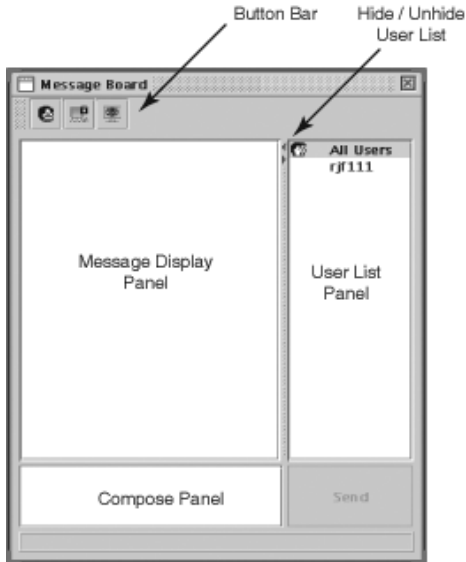 Button Bar
Hide / Unhide
User List
Message Board
All Users
rjf111
Message Display
Panel
User List
Panel
Compose Panel
Send